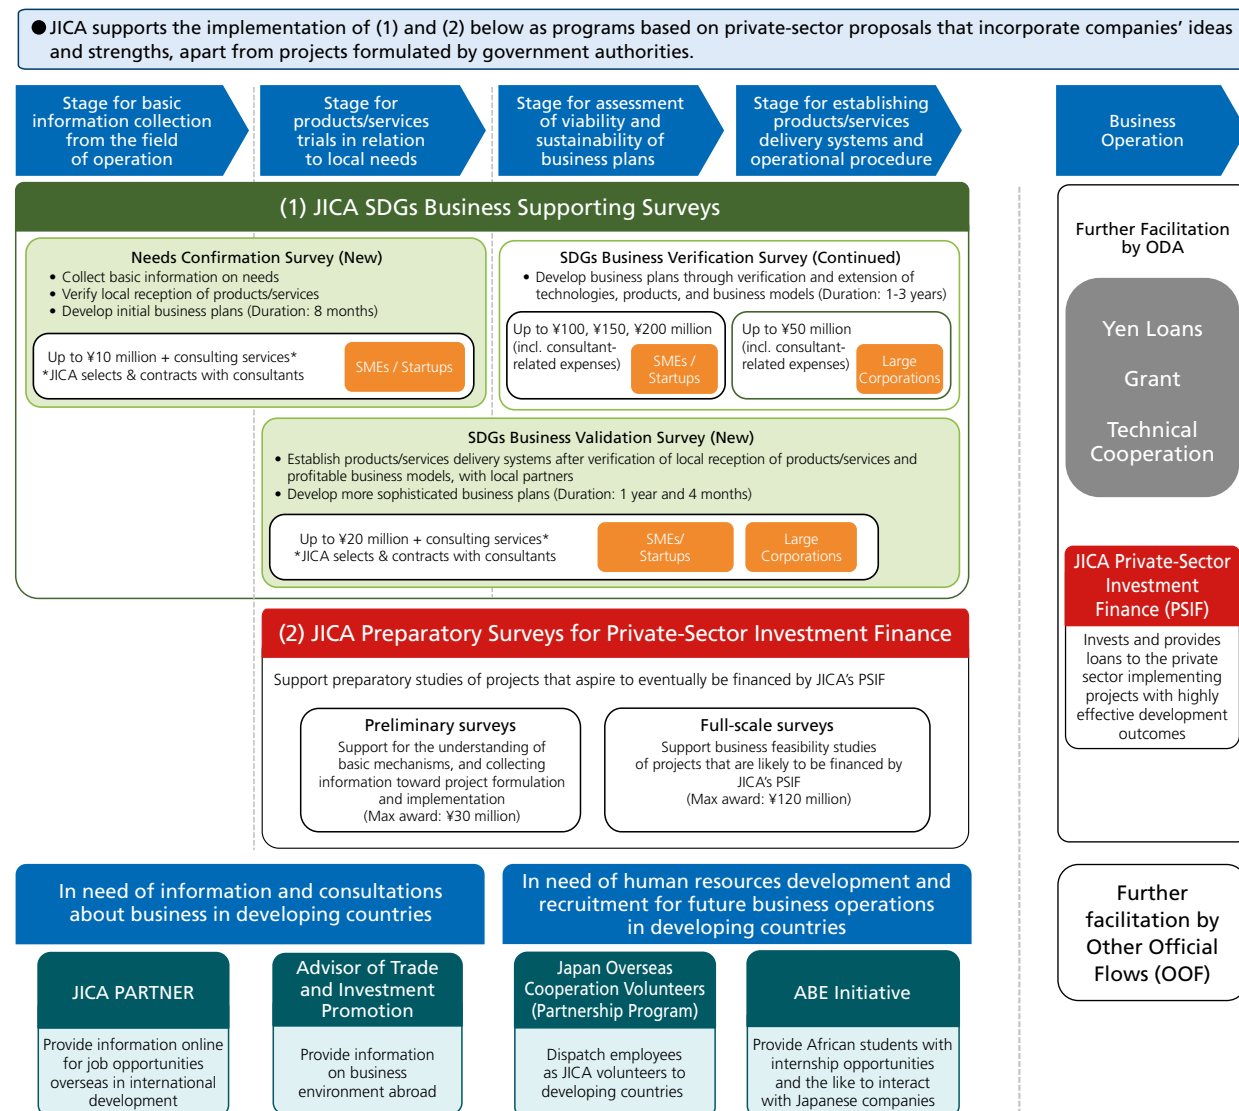 ●JICA supports the implementation of (1) and (2) below as programs based on private-sector proposals that incorporate companies’ ideas
and strengths, apart from projects formulated by government authorities.
Stage for basic
information collection
from the field
of operation
Stage for
products/services
trials in relation
to local needs
Stage for assessment
of viability and
sustainability of
business plans
Stage for establishing
products/services
delivery systems and
operational procedure
Business
Operation
(1) JICA SDGs Business Supporting Surveys
Needs Confirmation Survey (New)
• Collect basic information on needs
• Verify local reception of products/services
• Develop initial business plans (Duration: 8 months)
Up to ¥10 million + consulting services*
*JICA selects & contracts with consultants
SMEs / Startups
SDGs Business Verification Survey (Continued)
• Develop business plans through verification and extension of
technologies, products, and business models (Duration: 1-3 years)
Up to ¥100, ¥150, ¥200 million
(incl. consultant-
related expenses)
SMEs /
Startups
Up to ¥50 million
(incl. consultant-
related expenses)
Large
Corporations
SDGs Business Validation Survey (New)
• Establish products/services delivery systems after verification of local reception of products/services and
profitable business models, with local partners
• Develop more sophisticated business plans (Duration: 1 year and 4 months)
Up to ¥20 million + consulting services*
*JICA selects & contracts with consultants
SMEs/
Startups
Large
Corporations
(2) JICA Preparatory Surveys for Private-Sector Investment Finance
Support preparatory studies of projects that aspire to eventually be financed by JICA’s PSIF
Preliminary surveys
Support for the understanding of
basic mechanisms, and collecting
information toward project formulation
and implementation
(Max award: ¥30 million)
Full-scale surveys
Support business feasibility studies
of projects that are likely to be financed by
JICA’s PSIF
(Max award: ¥120 million)
Further Facilitation
by ODA
Yen Loans
Grant
Technical
Cooperation
JICA Private-Sector
Investment
Finance (PSIF)
Invests and provides
loans to the private
sector implementing
projects with highly
effective development
outcomes
Further
facilitation by
Other Official
Flows (OOF)
In need of information and consultations
about business in developing countries
JICA PARTNER
Provide information online
for job opportunities
overseas in international
development
Advisor of Trade
and Investment
Promotion
Provide information
on business
environment abroad
In need of human resources development and
recruitment for future business operations
in developing countries
Japan Overseas
Cooperation Volunteers
(Partnership Program)
Dispatch employees
as JICA volunteers to
developing countries
ABE Initiative
Provide African students with
internship opportunities
and the like to interact
with Japanese companies